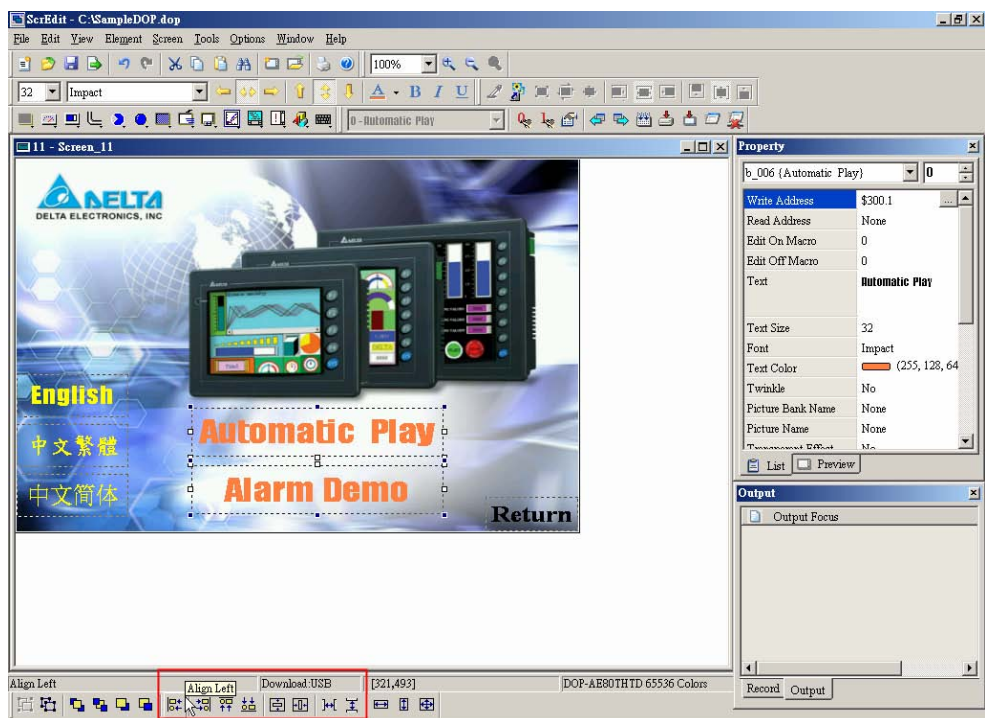 ScrEdit - C:\SampleDOP.dop
File Edit View Element Screen Tools Options Window Help
100%
32 Impact A B I U
0 - Automatic Play
11 - Screen_11
DELTA
DELTA ELECTRONICS, INC
English
中文繁體
中文简体
Automatic Play
Alarm Demo
Return
Property
b_006 {Automatic Play} 0
Write Address $300.1 ...
Read Address None
Edit On Macro 0
Edit Off Macro 0
Text Automatic Play
Text Size 32
Font Impact
Text Color (255, 128, 64
Twinkle No
Picture Bank Name None
Picture Name None
Transparent Effect No
List Preview
Output
Output Focus
Record Output
Align Left Download:USB [321,493] DOP-AE80THTD 65536 Colors
Align Left